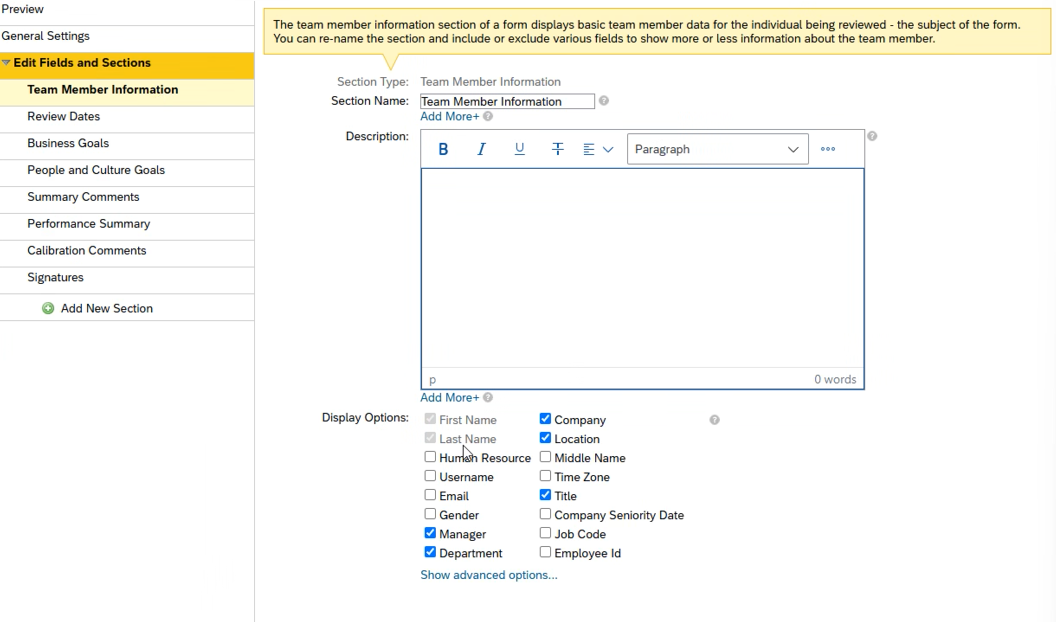 Preview
General Settings
Edit Fields and Sections
Team Member Information
Review Dates
Business Goals
People and Culture Goals
Summary Comments
Performance Summary
Calibration Comments
Signatures
Add New Section
The team member information section of a form displays basic team member data for the individual being reviewed - the subject of the form.
You can re-name the section and include or exclude various fields to show more or less information about the team member.
Section Type: Team Member Information
Section Name: Team Member Information
Add More+
Description:
B I U T Paragraph
p 0 words
Add More+
Display Options: First Name Company
Last Name Location
Human Resource Middle Name
Username Time Zone
Email Title
Gender Company Seniority Date
Manager Job Code
Department Employee Id
Show advanced options...